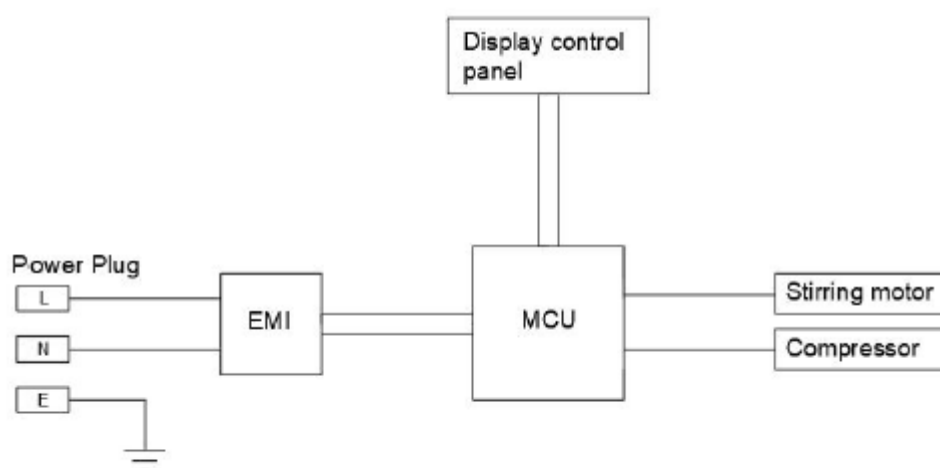 Display control
panel
Power Plug
L
N
E
EMI
MCU
Stirring motor
Compressor